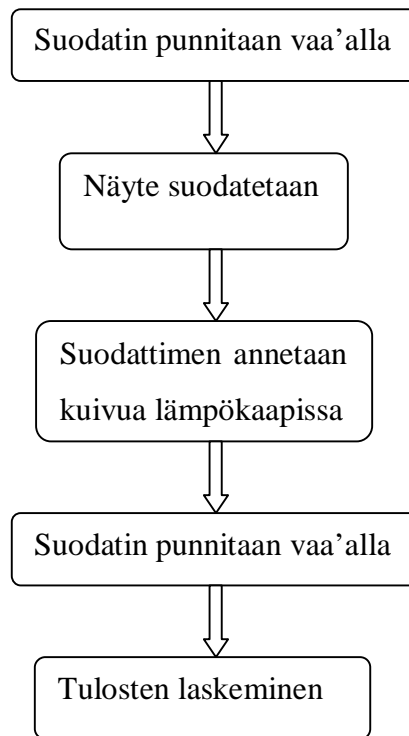 Suodatin punnitaan vaa’alla
Näyte suodatetaan
Suodattimen annetaan
kuivua lämpökaapissa
Suodatin punnitaan vaa’alla
Tulosten laskeminen